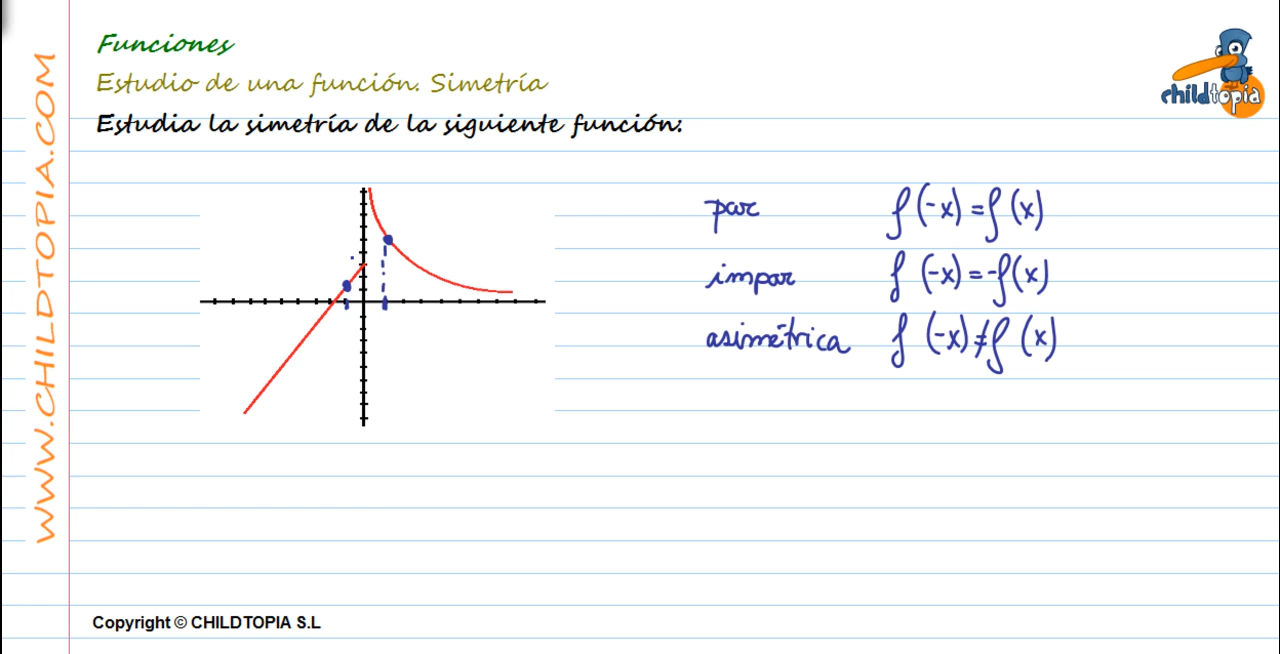 Funciones
Estudio de una función. Simetría
Estudia la simetría de la siguiente función:
childtopia
WWW.CHILDTOPIA.COM
par f(-x)=f(x)
impar f(-x)=-f(x)
asimétrica f(-x)≠f(x)
Copyright © CHILDTOPIA S.L